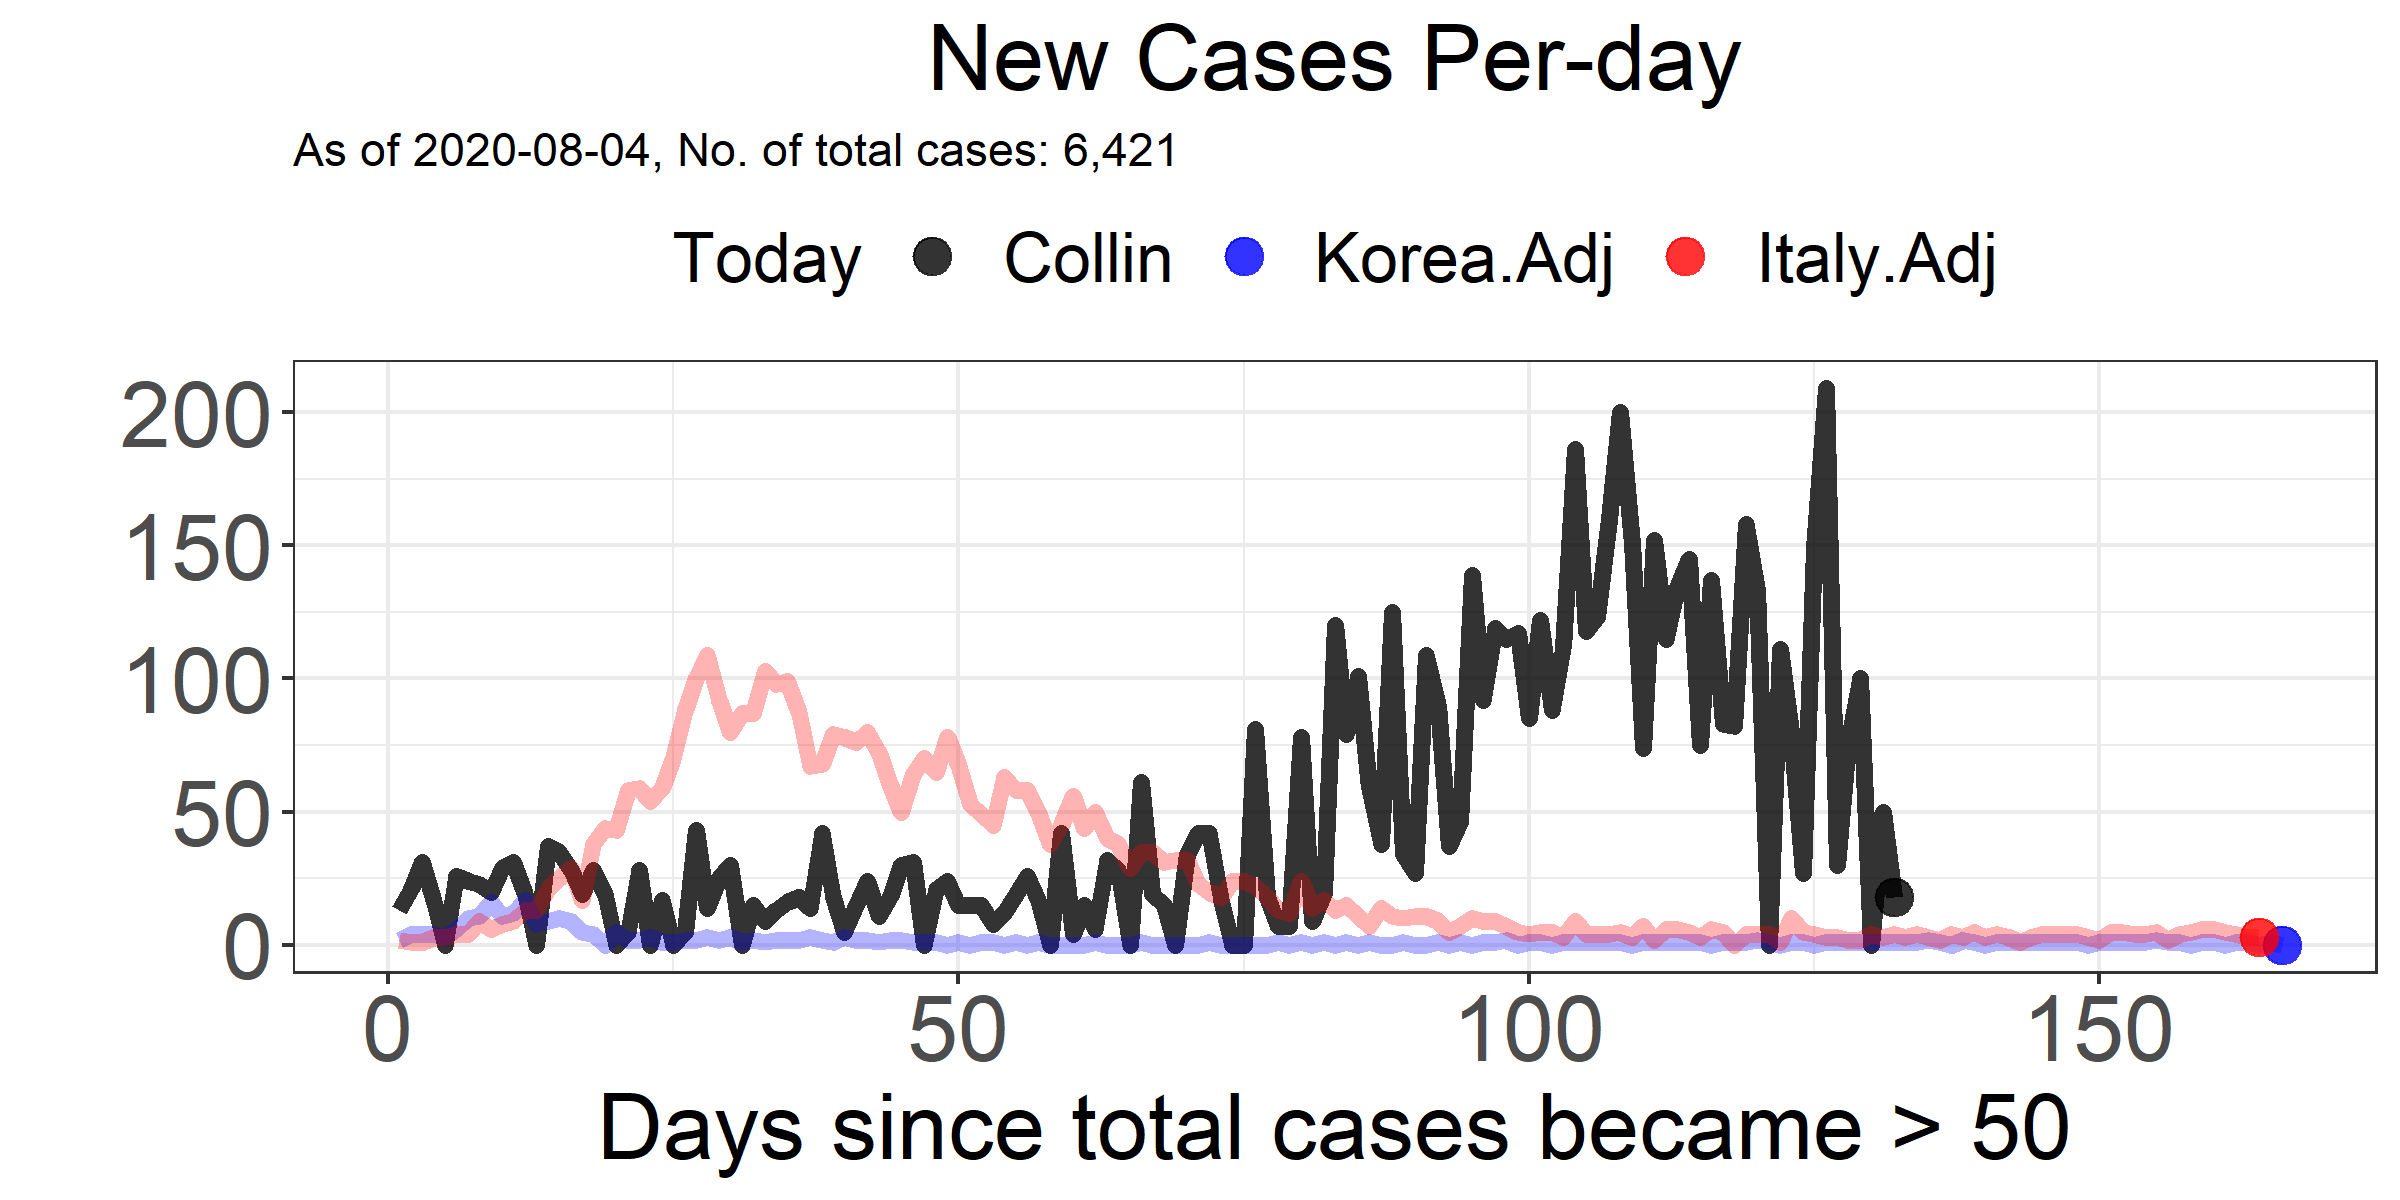 New Cases Per-day
As of 2020-08-04, No. of total cases: 6,421
Today Collin Korea.Adj Italy.Adj
200
150
100
50
0
0 50 100 150
Days since total cases became > 50